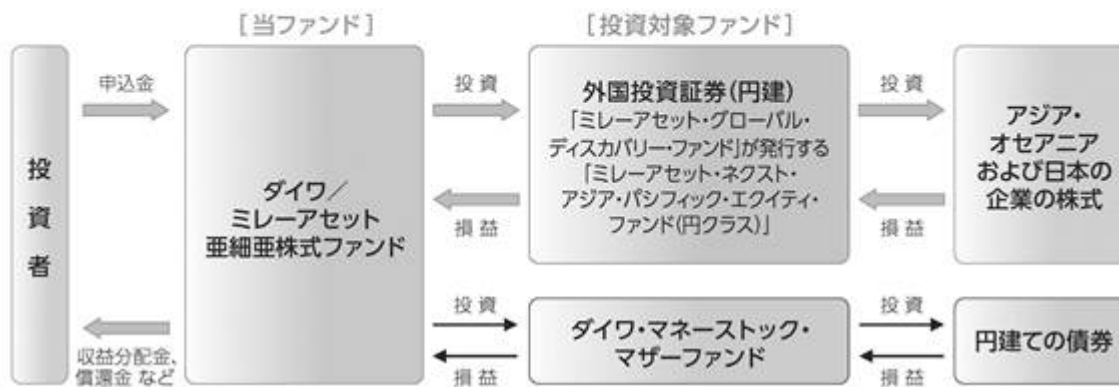 [当ファンド]
[投資対象ファンド]
投資者
申込金
収益分配金、
償還金 など
ダイワ/
ミレーアセット
亜細亜株式ファンド
投 資
損 益
投 資
損 益
外国投資証券(円建)
「ミレーアセット・グローバル・
ディスカバリー・ファンド」が発行する
「ミレーアセット・ネクスト・
アジア・パシフィック・エクイティ・
ファンド(円クラス)」
ダイワ・マネーストック・
マザーファンド
投 資
損 益
投 資
損 益
アジア・
オセアニア
および日本の
企業の株式
円建ての債券